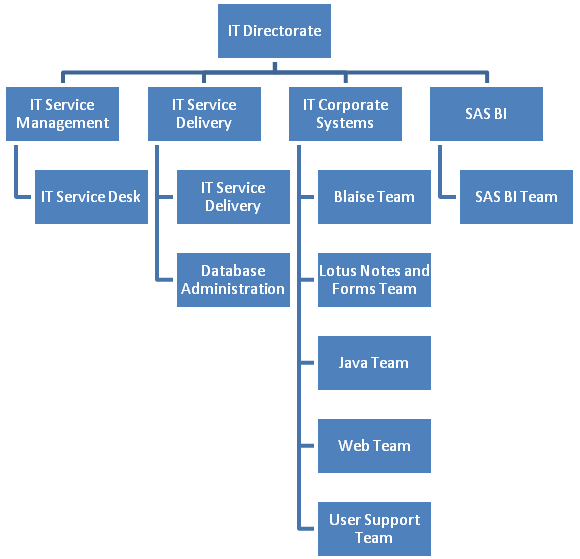 IT Directorate
IT Service
Management
IT Service
Delivery
IT Corporate
Systems
SAS BI
IT Service Desk
IT Service
Delivery
Blaise Team
SAS BI Team
Database
Administration
Lotus Notes and
Forms Team
Java Team
Web Team
User Support
Team